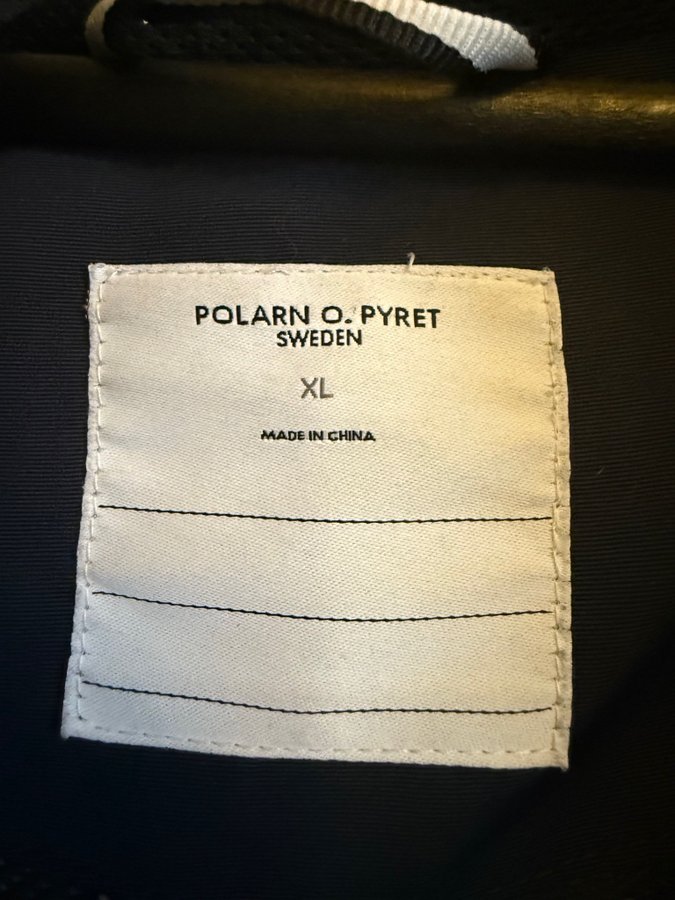 POLARN O. PYRET
SWEDEN
XL
MADE IN CHINA